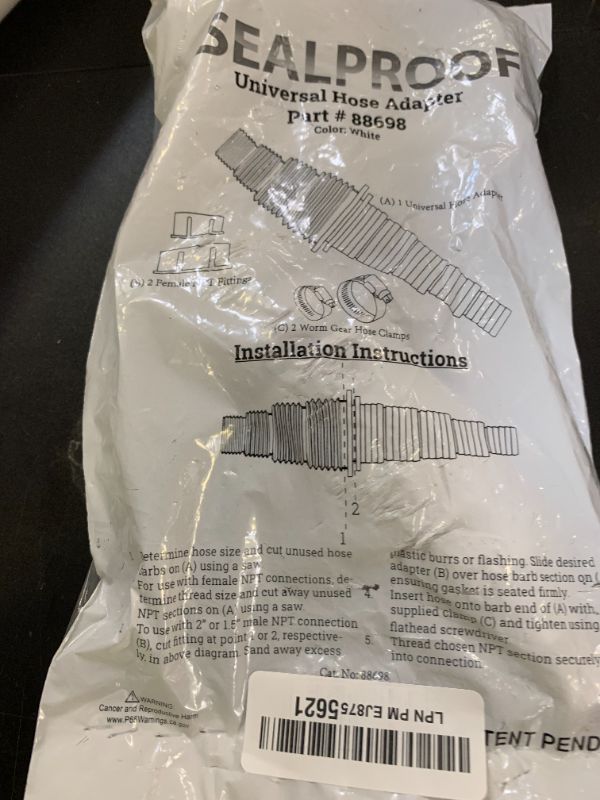 SEALPROOF
Universal Hose Adapter
Part # 88698
Color: White
(A) 1 Universal Hose Adapter
(B) 2 Female NPT Fittings
(C) 2 Worm Gear Hose Clamps
Installation Instructions
2
1
Determine hose size and cut unused hose
barbs on (A) using a saw.
For use with female NPT connections, de-
termine thread size and cut away unused
NPT sections on (A) using a saw.
To use with 2" or 1.5" male NPT connection
(B), cut fitting at point 1 or 2, respective-
ly, in above diagram. Sand away excess
plastic burrs or flashing. Slide desired
adapter (B) over hose barb section on
ensuring gasket is seated firmly.
4. Insert hose onto barb end of (A) with
supplied clamp (C) and tighten using
flathead screwdriver.
5. Thread chosen NPT section securely
into connection.
Cat. No: 88698
WARNING:
Cancer and Reproductive Harm
www.P65Warnings.ca.gov
LPN PM EJ8755621
TENT PEND